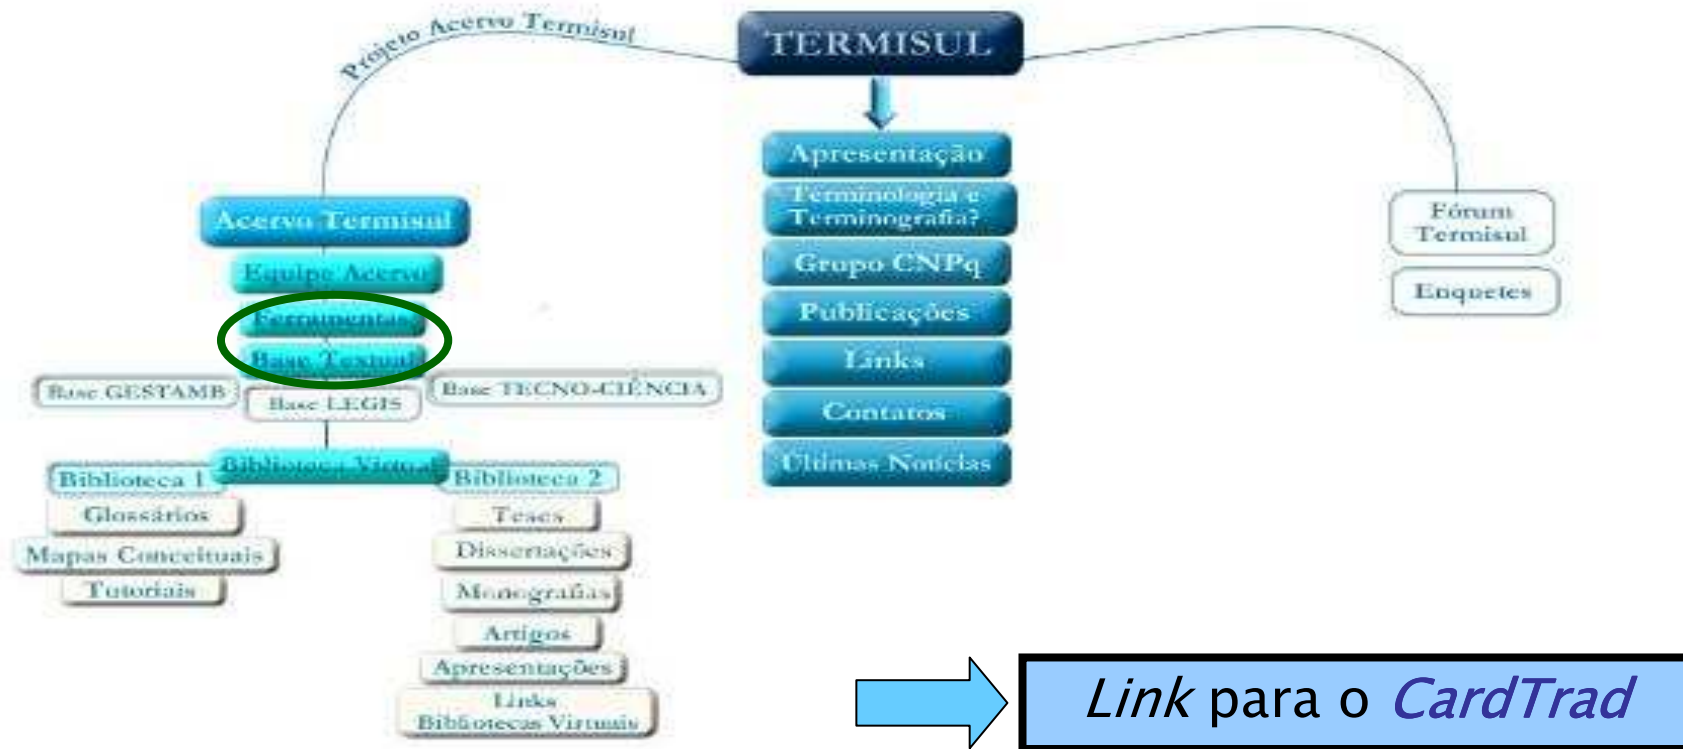 Projeto Acervo Termisul
TERMISUL
Apresentação
Terminologia e
Terminografia?
Grupo CNPq
Publicações
Links
Contatos
Últimas Notícias
Acervo Termisul
Equipe Acervo
Ferramentas
Base Textual
Base GESTAMB
Base LEGIS
Base TECNO-CIÊNCIA
Biblioteca Virtual
Biblioteca 1
Glossários
Mapas Conceituais
Tutoriais
Biblioteca 2
Teses
Dissertações
Monografias
Artigos
Apresentações
Links
Bibliotecas Virtuais
Fórum
Termisul
Enquetes
Link para o CardTrad